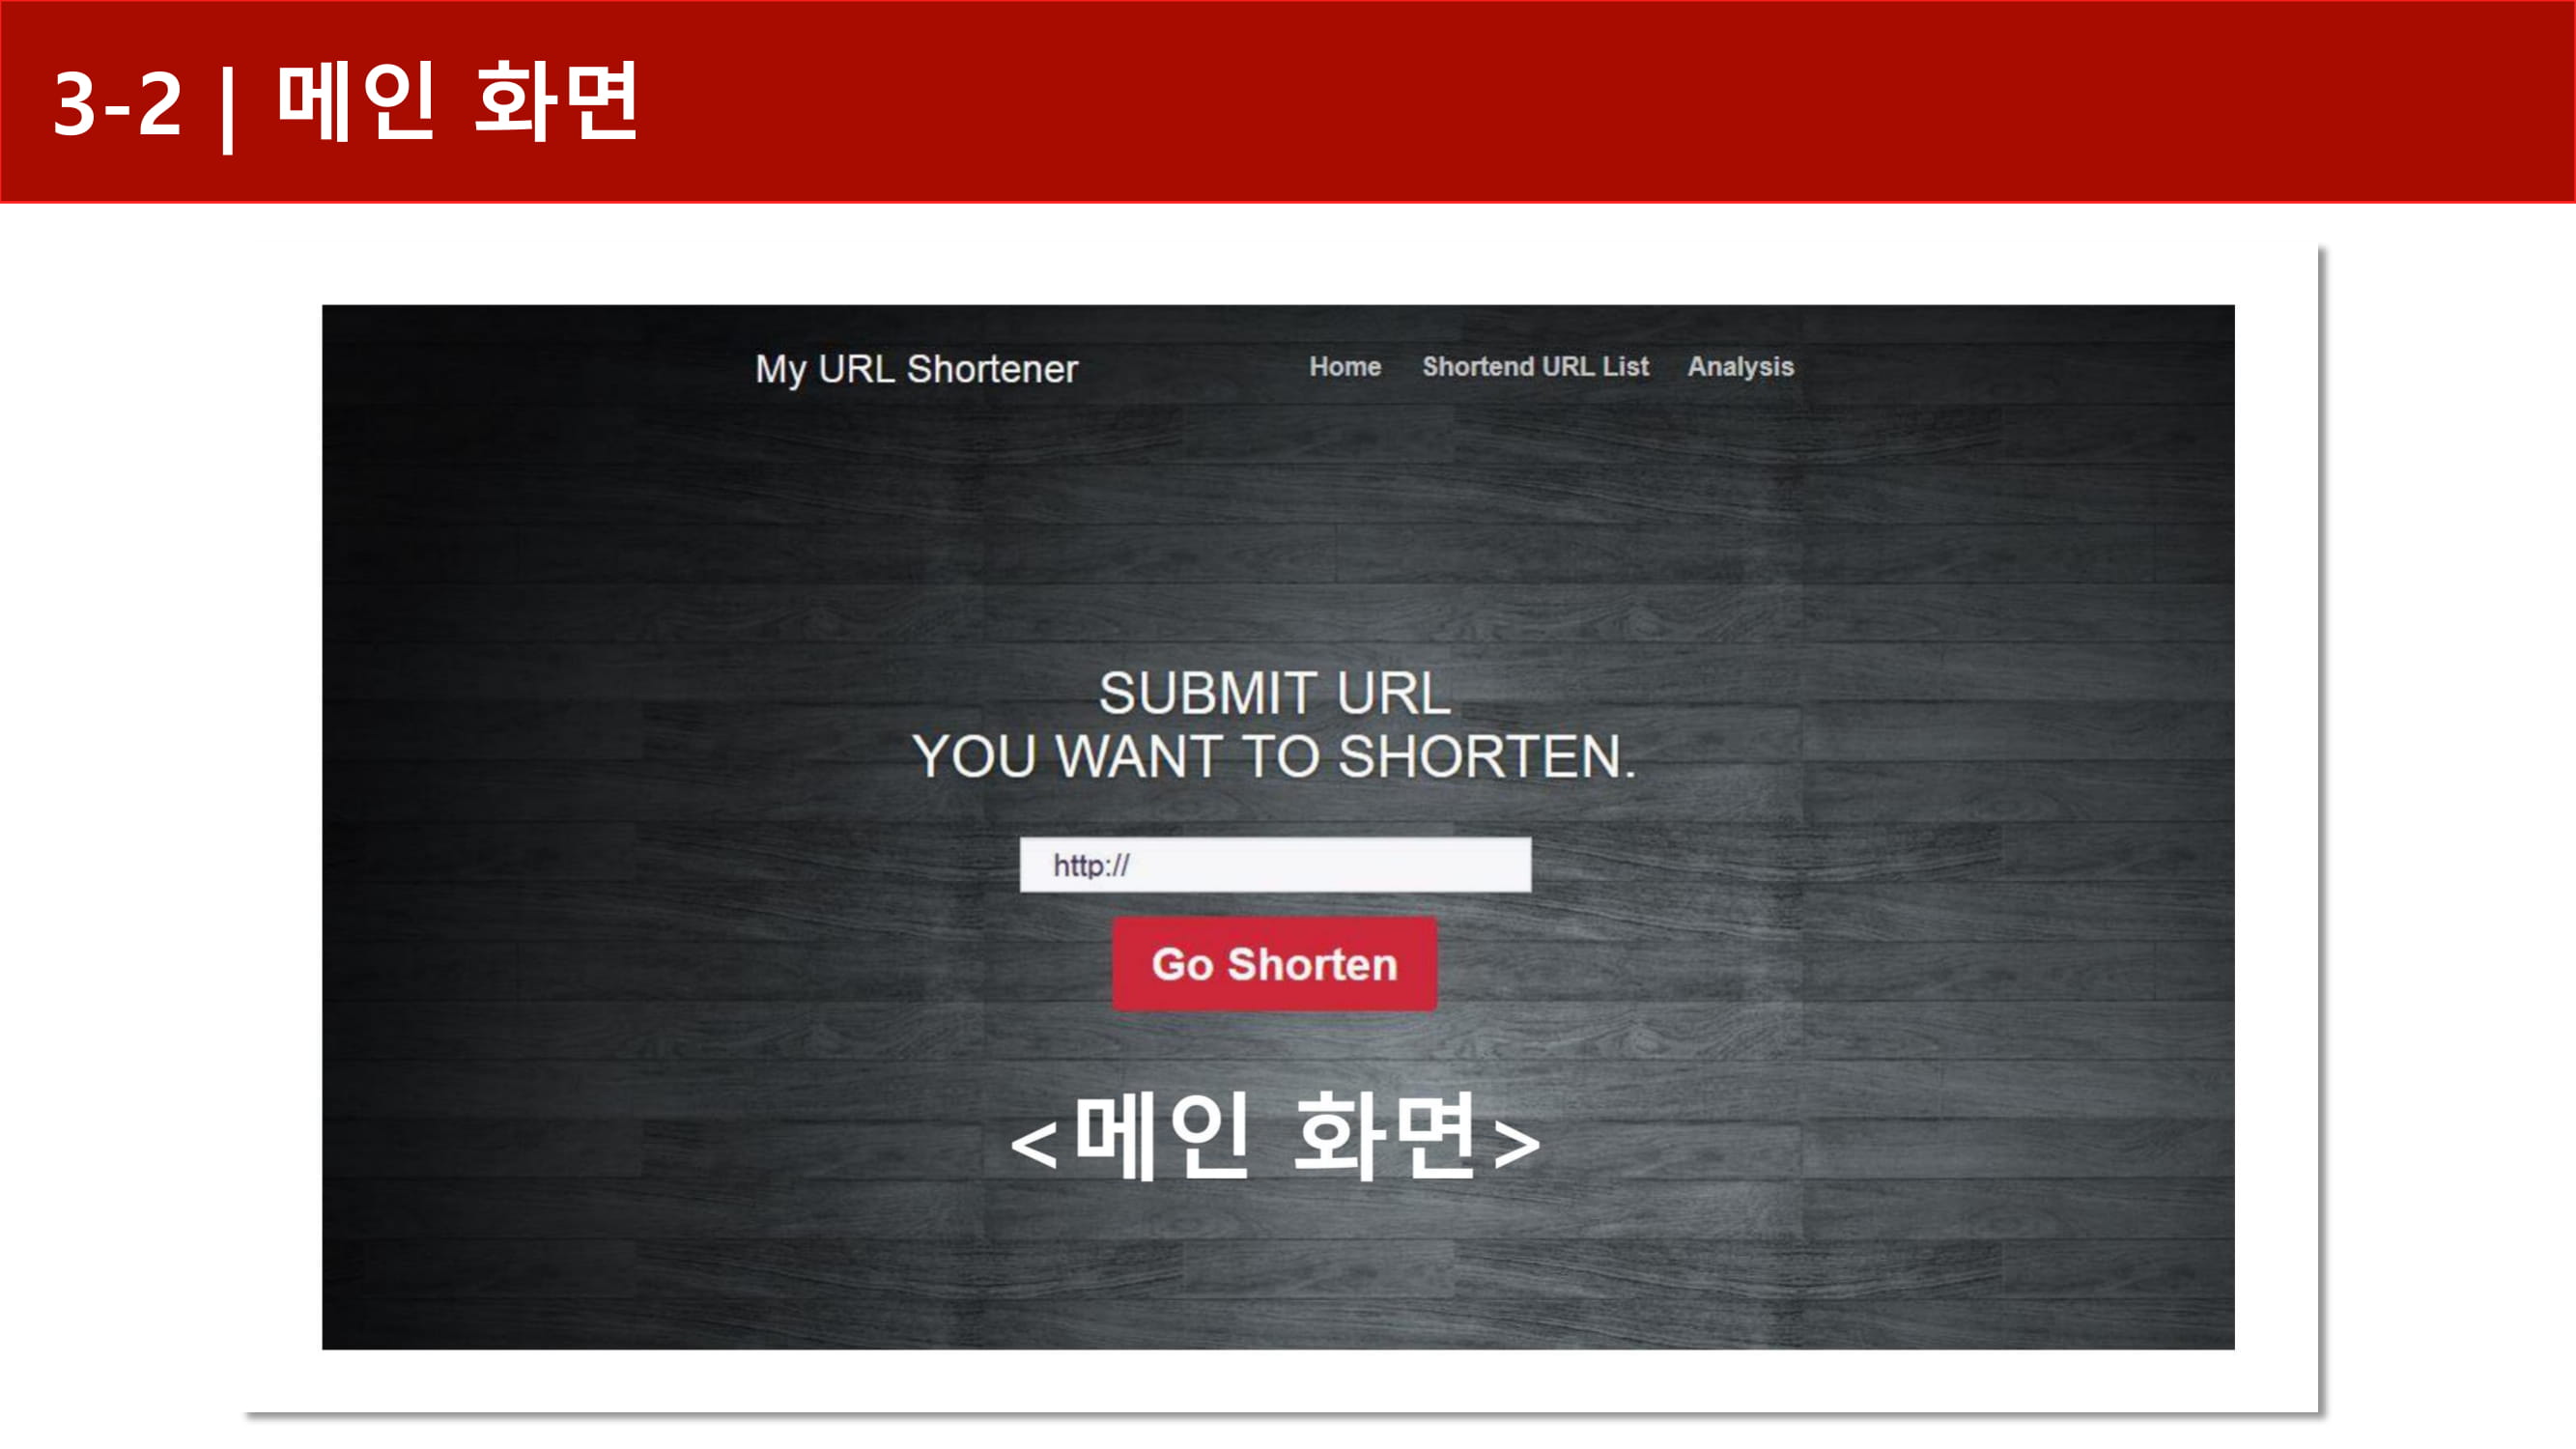 3-2 | 메인 화면
My URL Shortener
Home Shortend URL List Analysis
SUBMIT URL
YOU WANT TO SHORTEN.
http://
Go Shorten
<메인 화면>